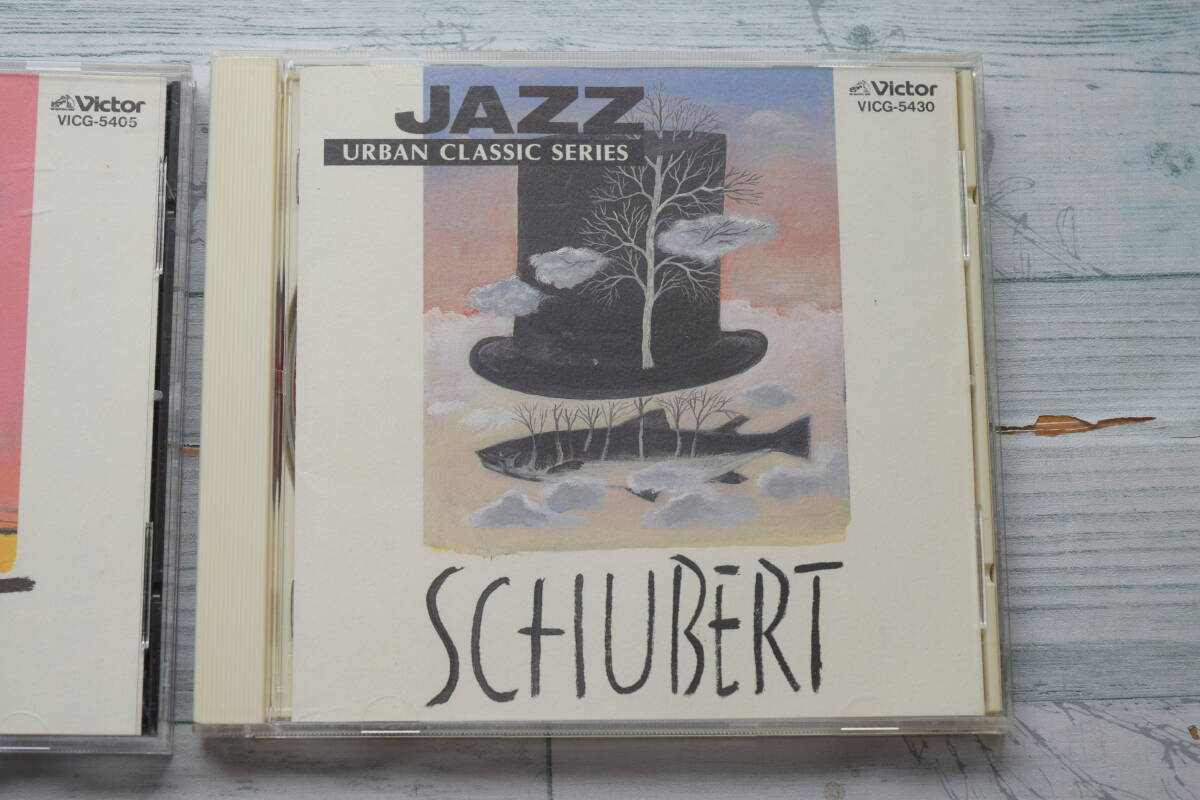 Victor
VICG-5405
JAZZ
URBAN CLASSIC SERIES
Victor
VICG-5430
SCHUBERT